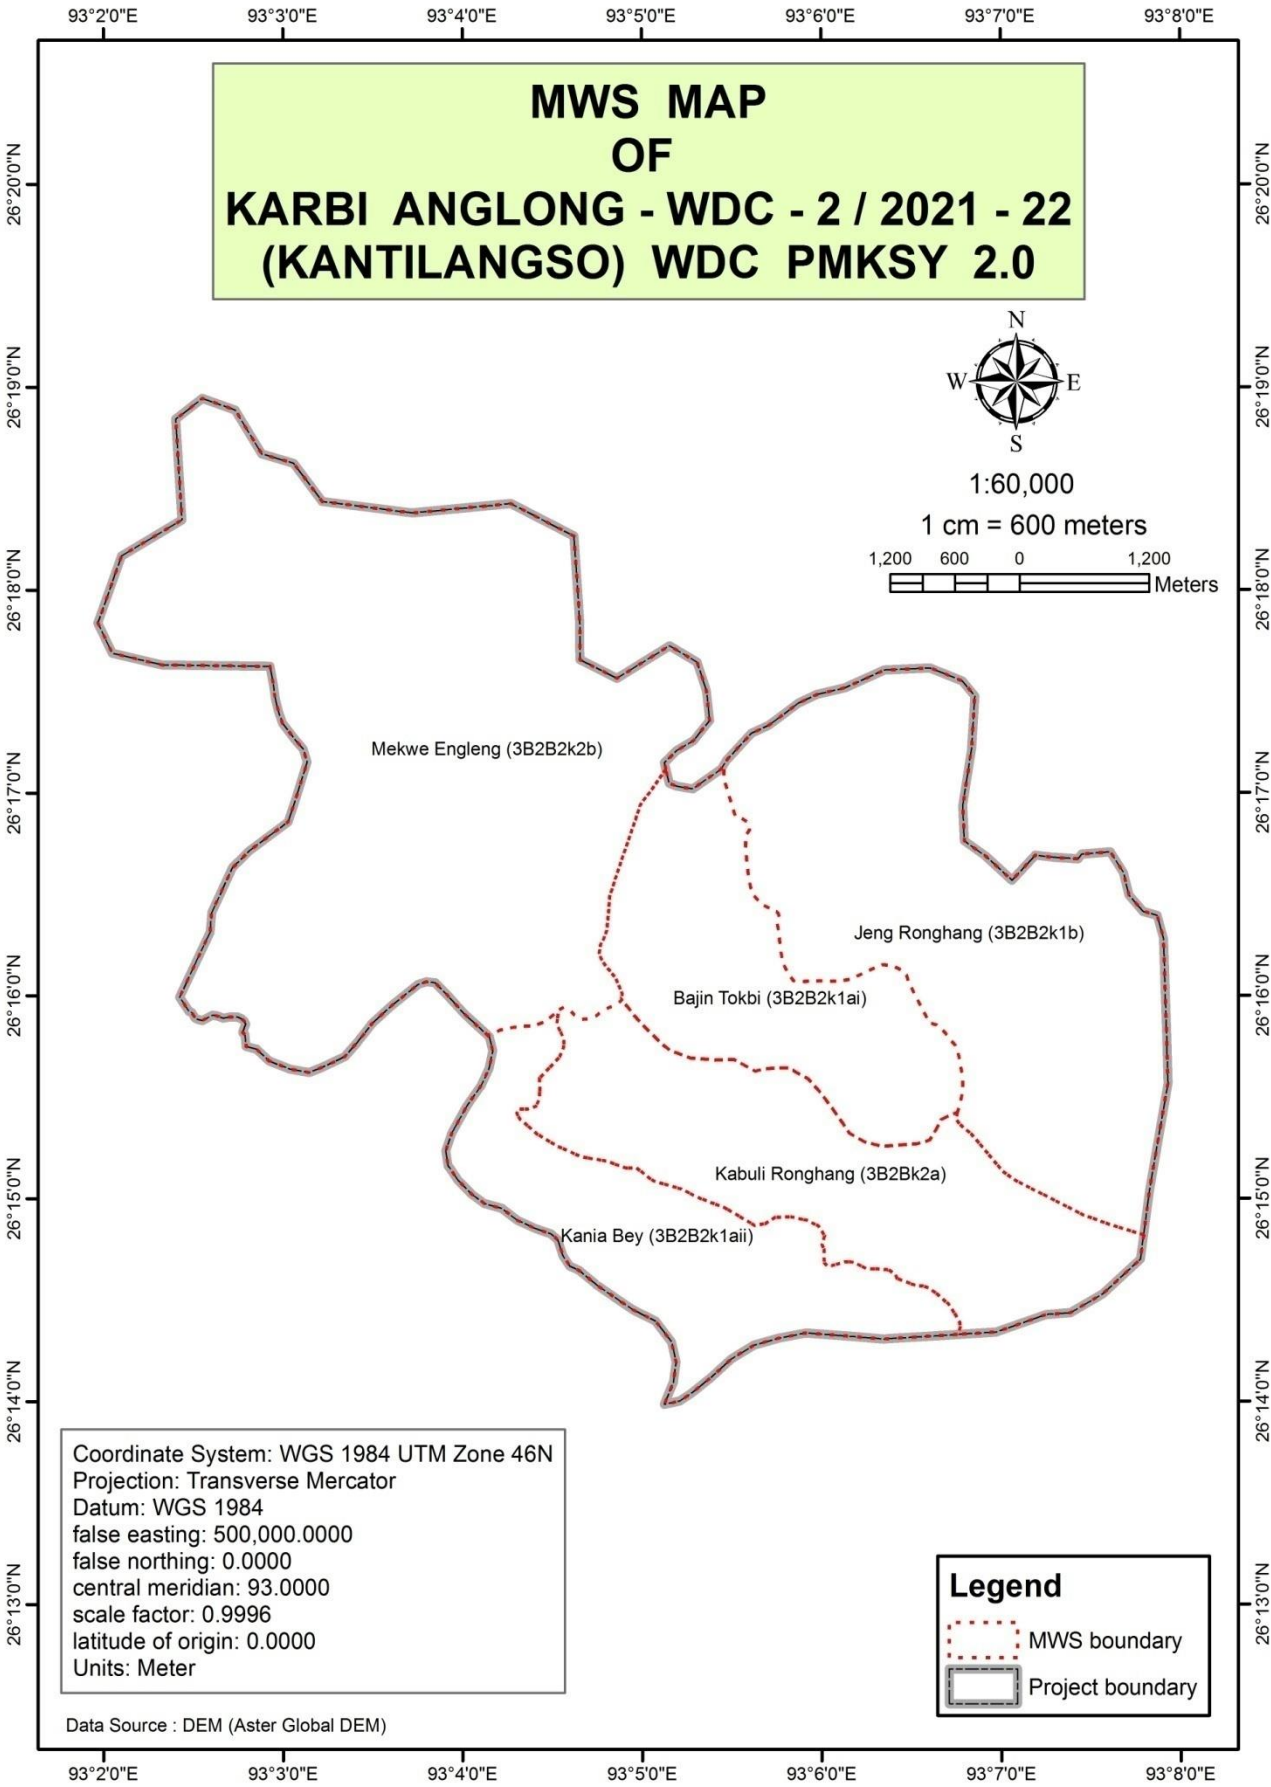 93°2'0"E 93°3'0"E 93°4'0"E 93°5'0"E 93°6'0"E 93°7'0"E 93°8'0"E
MWS MAP
OF
KARBI ANGLONG - WDC - 2 / 2021 - 22
(KANTILANGSO) WDC PMKSY 2.0
26°20'0"N 26°20'0"N
N
W E
S
26°19'0"N 26°19'0"N
1:60,000
1 cm = 600 meters
1,200 600 0 1,200
Meters
26°18'0"N 26°18'0"N
Mekwe Engleng (3B2B2k2b)
26°17'0"N 26°17'0"N
Jeng Ronghang (3B2B2k1b)
Bajin Tokbi (3B2B2k1ai)
26°16'0"N 26°16'0"N
Kabuli Ronghang (3B2Bk2a)
26°15'0"N 26°15'0"N
Kania Bey (3B2B2k1aii)
26°14'0"N 26°14'0"N
Coordinate System: WGS 1984 UTM Zone 46N
Projection: Transverse Mercator
Datum: WGS 1984
false easting: 500,000.0000
false northing: 0.0000
central meridian: 93.0000
scale factor: 0.9996
latitude of origin: 0.0000
Units: Meter
26°13'0"N 26°13'0"N
Legend
MWS boundary
Project boundary
Data Source : DEM (Aster Global DEM)
93°2'0"E 93°3'0"E 93°4'0"E 93°5'0"E 93°6'0"E 93°7'0"E 93°8'0"E